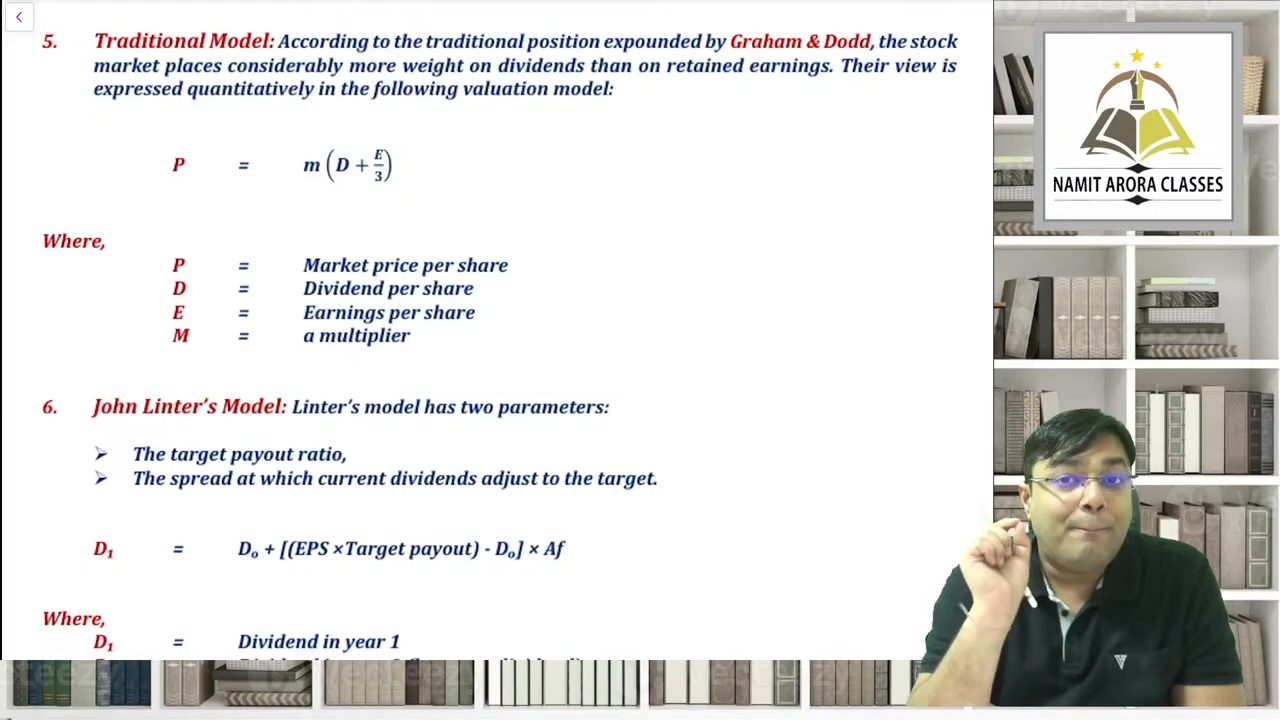 5. Traditional Model: According to the traditional position expounded by Graham & Dodd, the stock
market places considerably more weight on dividends than on retained earnings. Their view is
expressed quantitatively in the following valuation model:
P = m (D + E/3)
Where,
P = Market price per share
D = Dividend per share
E = Earnings per share
M = a multiplier
6. John Linter's Model: Linter's model has two parameters:
➢ The target payout ratio,
➢ The spread at which current dividends adjust to the target.
D₁ = Dₒ + [(EPS ×Target payout) - Dₒ] × Af
Where,
D₁ = Dividend in year 1
NAMIT ARORA CLASSES